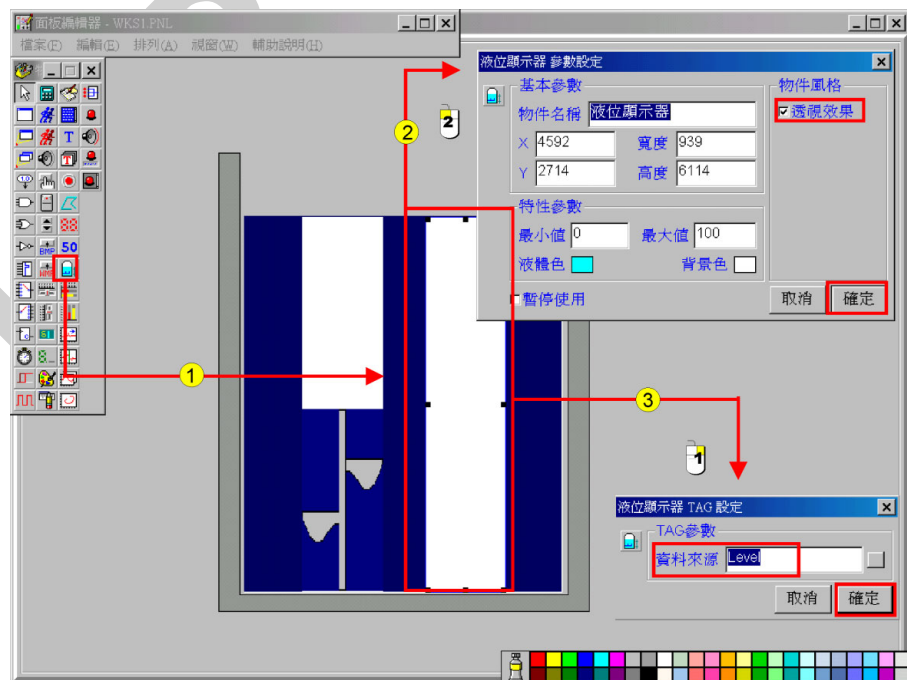 面板編輯器 - WKS1.PNL
檔案(F) 編輯(E) 排列(A) 視窗(W) 輔助說明(H)
液位顯示器 參數設定
基本參數
物件名稱 液位顯示器
X 4592 寬度 939
Y 2714 高度 6114
物件風格
透視效果
特性參數
最小值 0 最大值 100
液體色 背景色
暫停使用 取消 確定
2
2
1
3
1
液位顯示器 TAG 設定
TAG參數
資料來源 Level
取消 確定
T
T
1.0
88
BMP 50
S1
8